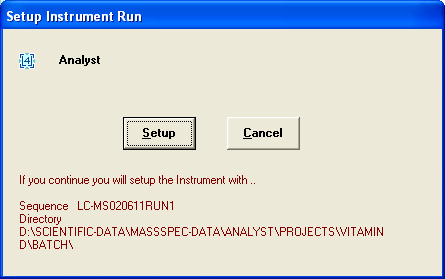 Setup Instrument Run
4 Analyst
Setup Cancel
If you continue you will setup the Instrument with ..
Sequence LC-MS020611RUN1
Directory
D:\SCIENTIFIC-DATA\MASSSPEC-DATA\ANALYST\PROJECTS\VITAMIN
D\BATCH\